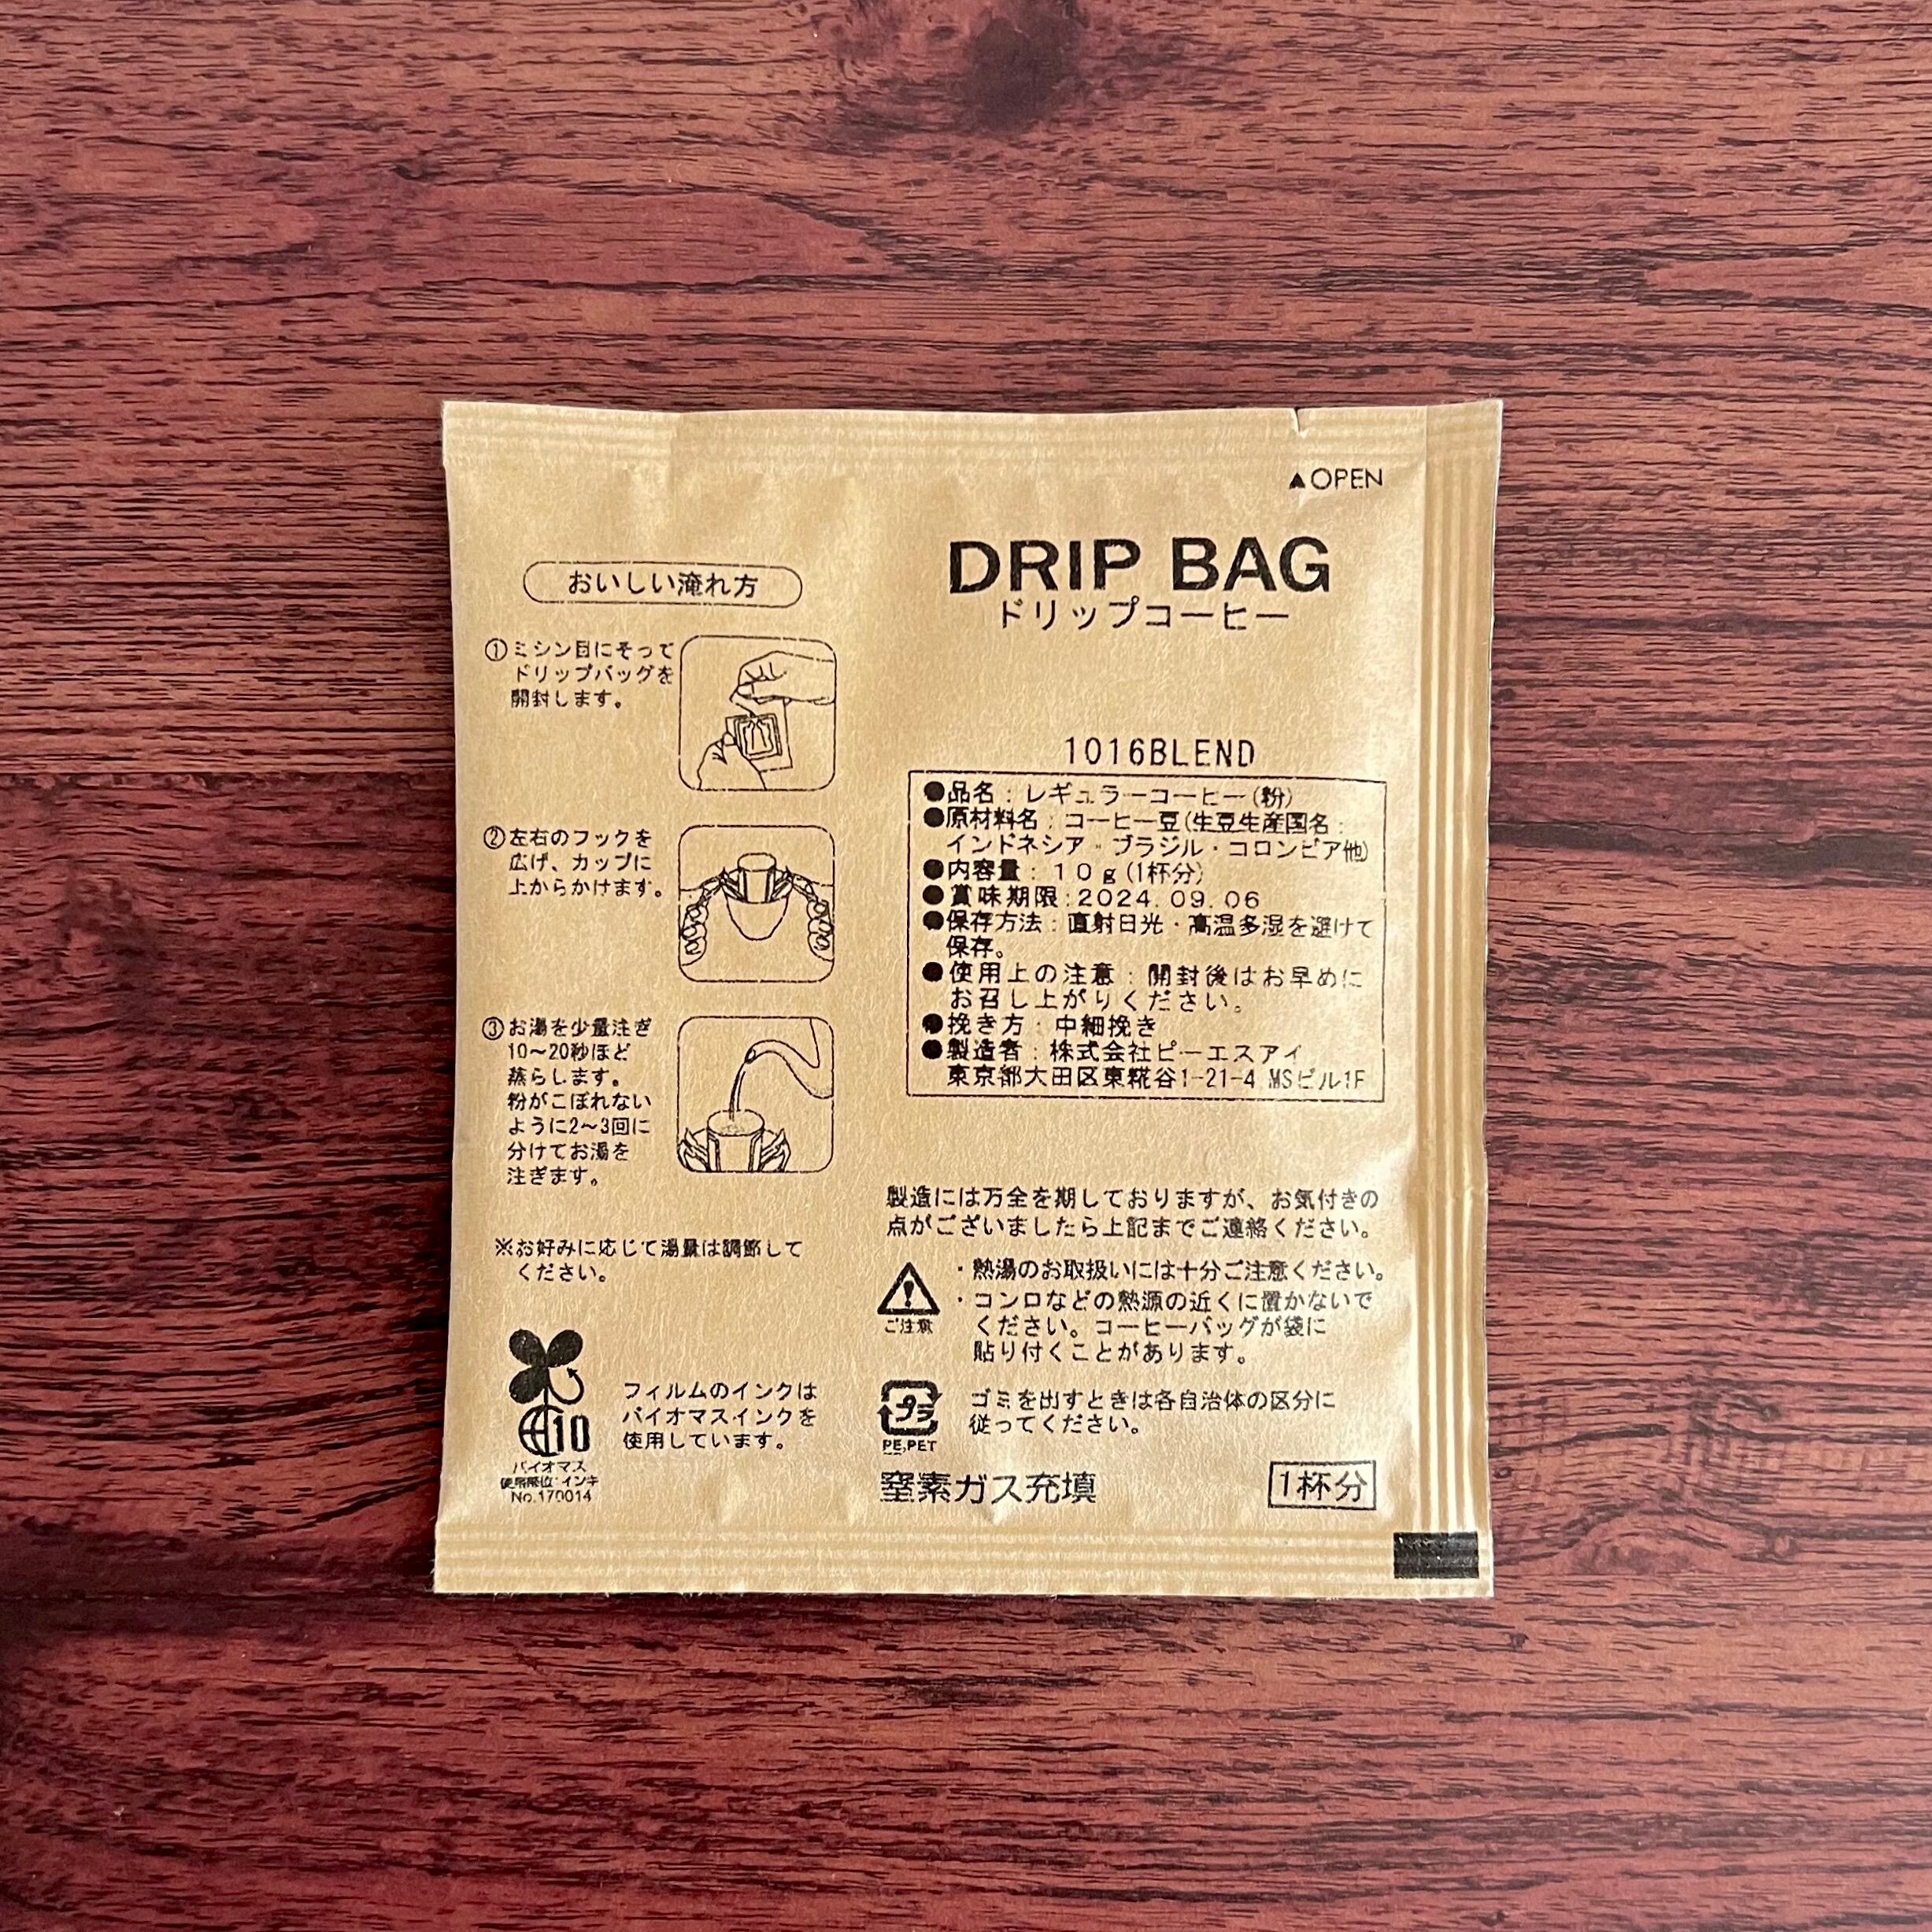 ▲OPEN
DRIP BAG
ドリップコーヒー
おいしい淹れ方
①ミシン目にそって
ドリップバッグを
開封します。
②左右のフックを
広げ、カップに
上からかけます。
③お湯を少量注ぎ
10〜20秒ほど
蒸らします。
粉がこぼれない
ように2〜3回に
分けてお湯を
注ぎます。
※お好みに応じて湯量は調節して
ください。
10
バイオマス
使用部位:インキ
No.170014
フィルムのインクは
バイオマスインクを
使用しています。
1016BLEND
●品名：レギュラーコーヒー(粉)
●原材料名：コーヒー豆(生豆生産国名：
インドネシア・ブラジル・コロンビア他)
●内容量：10g(1杯分)
●賞味期限:2024.09.06
●保存方法：直射日光・高温多湿を避けて
保存。
●使用上の注意：開封後はお早めに
お召し上がりください。
●挽き方：中細挽き
●製造者：株式会社ピーエスアイ
東京都大田区東糀谷1-21-4 MSビル1F
製造には万全を期しておりますが、お気付きの
点がございましたら上記までご連絡ください。
ご注意
・熱湯のお取扱いには十分ご注意ください。
・コンロなどの熱源の近くに置かないで
ください。コーヒーバッグが袋に
貼り付くことがあります。
プラ
PE,PET
ゴミを出すときは各自治体の区分に
従ってください。
窒素ガス充填
1杯分